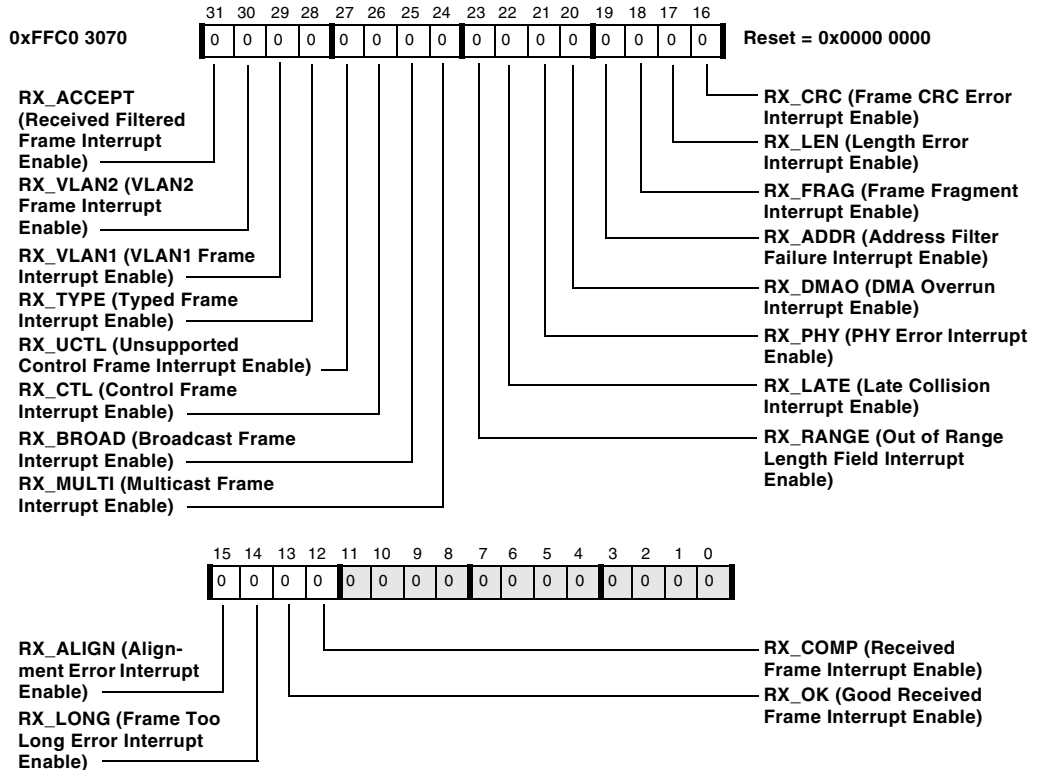 31 30 29 28 27 26 25 24 23 22 21 20 19 18 17 16
0xFFC0 3070
0 0 0 0 0 0 0 0 0 0 0 0 0 0 0 0
Reset = 0x0000 0000
RX_ACCEPT
(Received Filtered
Frame Interrupt
Enable)
RX_VLAN2 (VLAN2
Frame Interrupt
Enable)
RX_VLAN1 (VLAN1 Frame
Interrupt Enable)
RX_TYPE (Typed Frame
Interrupt Enable)
RX_UCTL (Unsupported
Control Frame Interrupt Enable)
RX_CTL (Control Frame
Interrupt Enable)
RX_BROAD (Broadcast Frame
Interrupt Enable)
RX_MULTI (Multicast Frame
Interrupt Enable)
RX_CRC (Frame CRC Error
Interrupt Enable)
RX_LEN (Length Error
Interrupt Enable)
RX_FRAG (Frame Fragment
Interrupt Enable)
RX_ADDR (Address Filter
Failure Interrupt Enable)
RX_DMAO (DMA Overrun
Interrupt Enable)
RX_PHY (PHY Error Interrupt
Enable)
RX_LATE (Late Collision
Interrupt Enable)
RX_RANGE (Out of Range
Length Field Interrupt
Enable)
15 14 13 12 11 10 9 8 7 6 5 4 3 2 1 0
0 0 0 0 0 0 0 0 0 0 0 0 0 0 0 0
RX_ALIGN (Align-
ment Error Interrupt
Enable)
RX_LONG (Frame Too
Long Error Interrupt
Enable)
RX_COMP (Received
Frame Interrupt Enable)
RX_OK (Good Received
Frame Interrupt Enable)